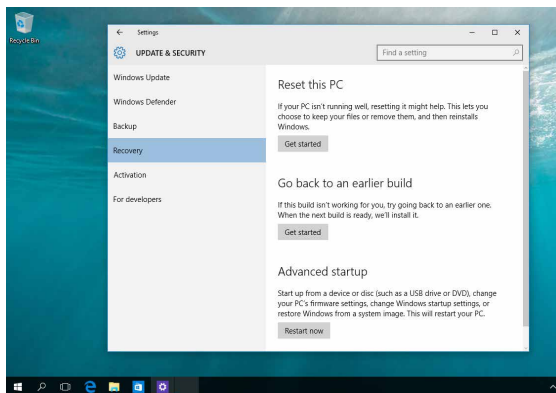 Recycle Bin
Settings
UPDATE & SECURITY
Find a setting
Windows Update
Windows Defender
Backup
Recovery
Activation
For developers
Reset this PC
If your PC isn't running well, resetting it might help. This lets you
choose to keep your files or remove them, and then reinstalls
Windows.
Get started
Go back to an earlier build
If this build isn't working for you, try going back to an earlier one.
When the next build is ready, we'll install it.
Get started
Advanced startup
Start up from a device or disc (such as a USB drive or DVD), change
your PC's firmware settings, change Windows startup settings, or
restore Windows from a system image. This will restart your PC.
Restart now